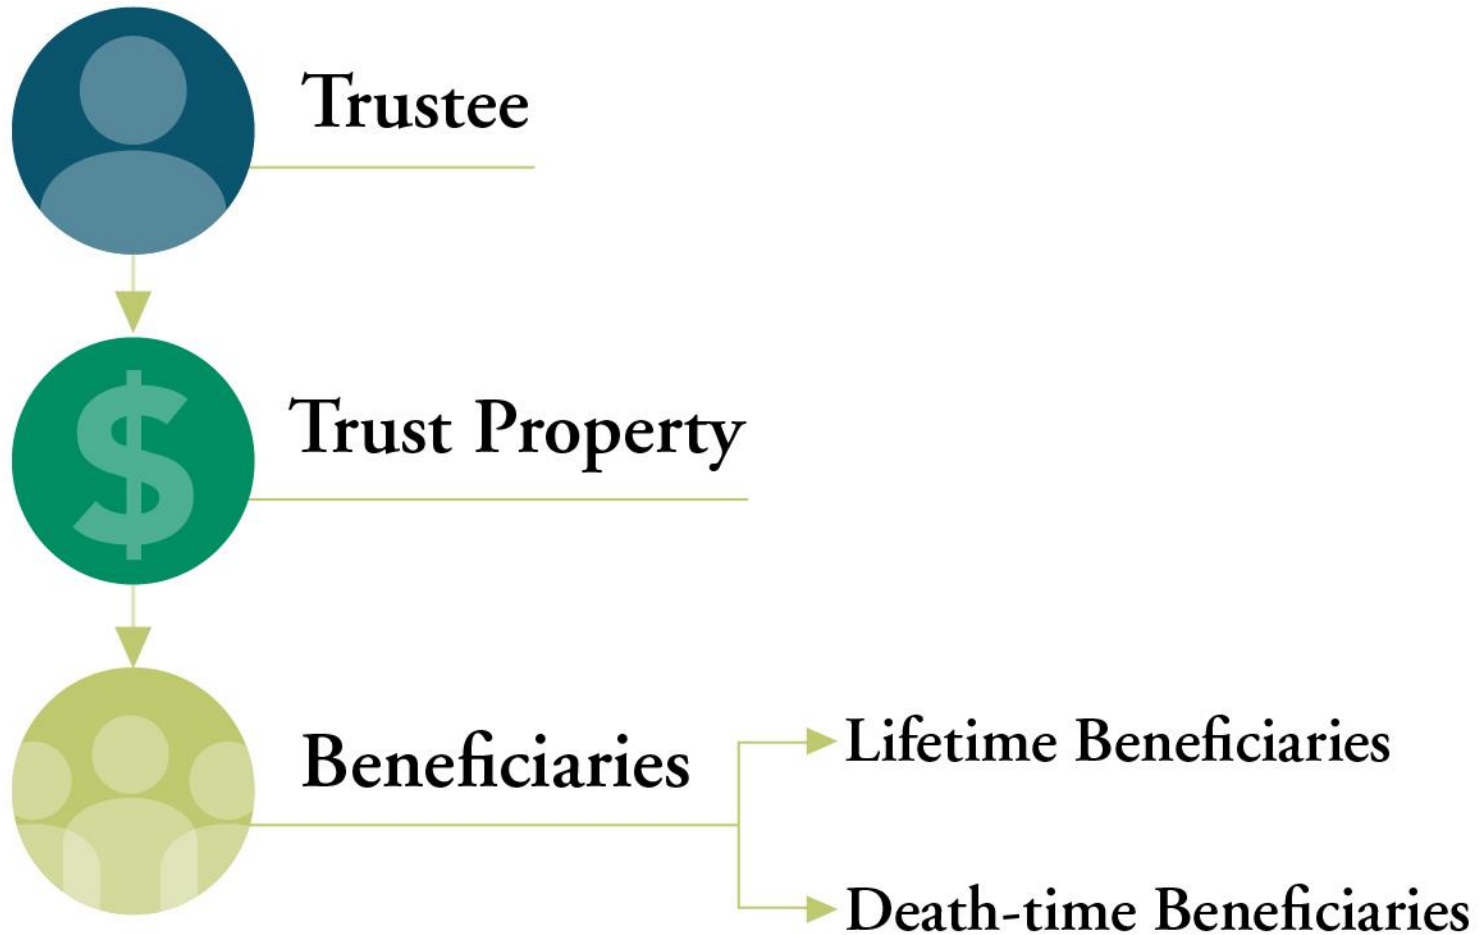 Trustee
$
Trust Property
Beneficiaries
Lifetime Beneficiaries
Death-time Beneficiaries